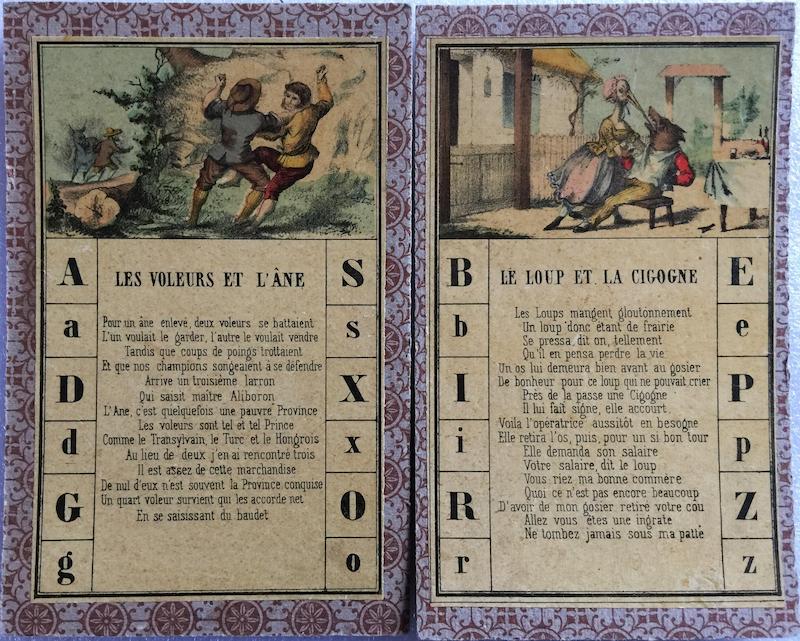 A
a
D
d
G
g
LES VOLEURS ET L'ÂNE
Pour un âne enlevé, deux voleurs se battaient
L'un voulait le garder, l'autre le voulait vendre
Tandis que coups de poings trottaient
Et que nos champions songeaient à se défendre
Arrive un troisième larron
Qui saisit maître Aliboron
L'Ane, c'est quelquefois une pauvre Province
Les voleurs sont tel et tel Prince
Comme le Transylvain, le Turc et le Hongrois
Au lieu de deux j'en ai rencontré trois
Il est assez de cette marchandise
De nul d'eux n'est souvent la Province conquise
Un quart voleur survient qui les accorde net
En se saisissant du baudet
S
s
X
x
O
o
B
b
I
i
R
r
LE LOUP ET LA CIGOGNE
Les Loups mangent gloutonnement
Un loup donc étant de frairie
Se pressa, dit on, tellement
Qu'il en pensa perdre la vie
Un os lui demeura bien avant au gosier
De bonheur pour ce loup qui ne pouvait crier
Près de la passe une Cigogne
Il lui fait signe, elle accourt.
Voila l'opératrice aussitôt en besogne
Elle retira l'os, puis, pour un si bon tour
Elle demanda son salaire
Votre salaire, dit le loup
Vous riez ma bonne commère
Quoi ce n'est pas encore beaucoup
D'avoir de mon gosier retiré votre cou
Allez vous êtes une ingrate
Ne tombez jamais sous ma patte
E
e
P
p
Z
z